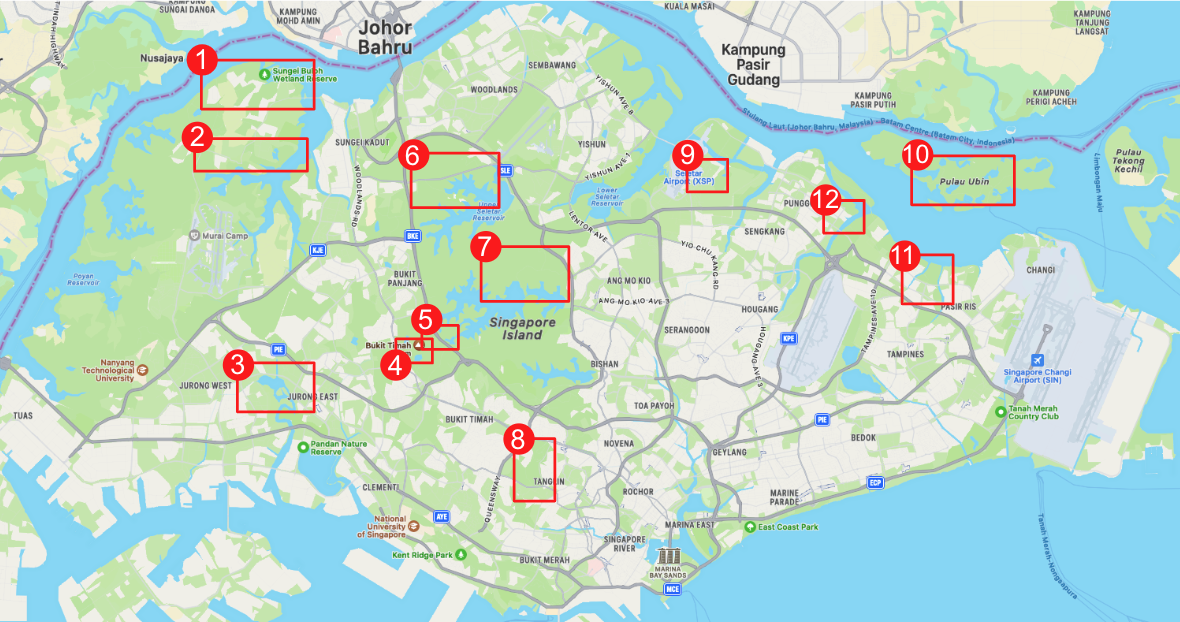 KAMPUNG
SUNGAI DANGA
KAMPUNG
MOHD AMIN
Johor
Bahru
KUALA MASAI
KAMPUNG
TANJUNG
LANGSAT
Nusajaya
1
Sungei Buloh
Wetland Reserve
SEMBAWANG
WOODLANDS
YISHUN AVE 8
Kampung
Pasir
Gudang
KAMPUNG
PASIR PUTIH
KAMPUNG
PERIGI ACHEH
Stulang Laut (Johor Bahru, Malaysia) - Batam Centre (Batam City, Indonesia)
2
SUNGEI KADUT
WOODLANDS RD
6
SLE
YISHUN
YISHUN AVE 1
9
Seletar
Airport (XSP)
10
Pulau Ubin
Pulau
Tekong
Kechil
Limbongan Maju
Upper
Seletar
Reservoir
Lower
Seletar
Reservoir
12
PUNGG
Murai Camp
KJE
BKE
LENTOR AVE
SENGKANG
YIO CHU KANG RD
7
11
CHANGI
Poyan
Reservoir
BUKIT
PANJANG
ANG MO KIO
ANG MO KIO AVE 3
HOUGANG
TAMPINES AVE 10
PASIR RIS
5
Singapore
Island
SERANGOON
HOUGANG AVE 3
KPE
Bukit Timah
4
PIE
3
Nanyang
Technological
University
JURONG WEST
JURONG EAST
BISHAN
TAMPINES
Singapore Changi
Airport (SIN)
TUAS
BUKIT TIMAH
TOA PAYOH
PIE
Tanah Merah
Country Club
Pandan Nature
Reserve
8
NOVENA
BEDOK
GEYLANG
CLEMENTI
QUEENSWAY
TANGLIN
ROCHOR
ECP
MARINE
PARADE
AYE
National
University
of Singapore
MARINA EAST
East Coast Park
SINGAPORE
RIVER
Kent Ridge Park
BUKIT MERAH
MARINA
BAY SANDS
MCE
Tanah Merah-Nongsapura